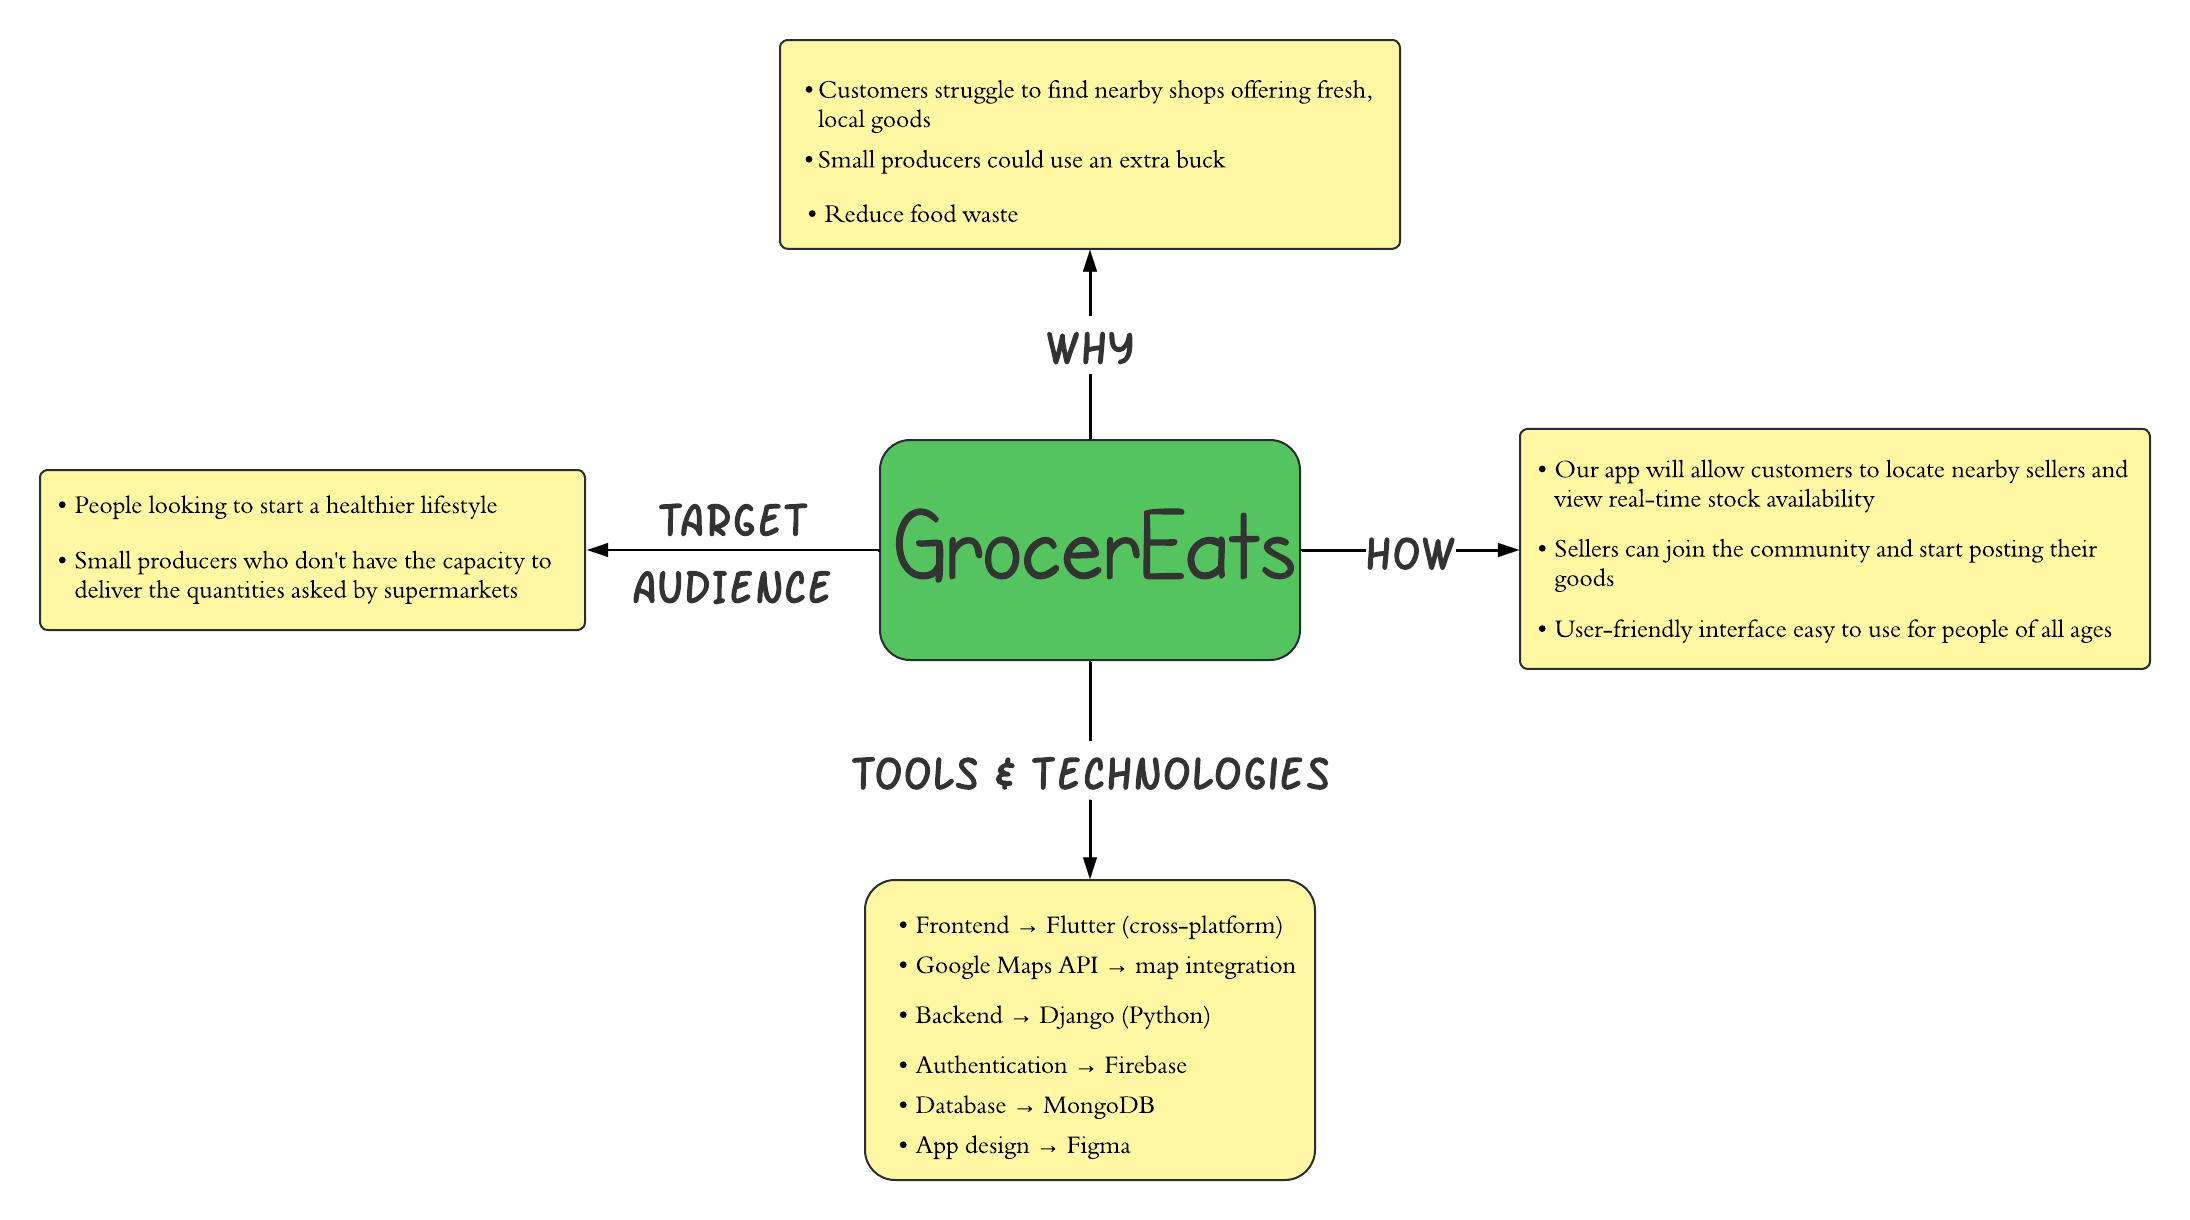 • Customers struggle to find nearby shops offering fresh,
local goods
• Small producers could use an extra buck
• Reduce food waste
WHY
• People looking to start a healthier lifestyle
• Small producers who don't have the capacity to
deliver the quantities asked by supermarkets
TARGET
AUDIENCE
GrocerEats
HOW
• Our app will allow customers to locate nearby sellers and
view real-time stock availability
• Sellers can join the community and start posting their
goods
• User-friendly interface easy to use for people of all ages
TOOLS & TECHNOLOGIES
• Frontend → Flutter (cross-platform)
• Google Maps API → map integration
• Backend → Django (Python)
• Authentication → Firebase
• Database → MongoDB
• App design → Figma